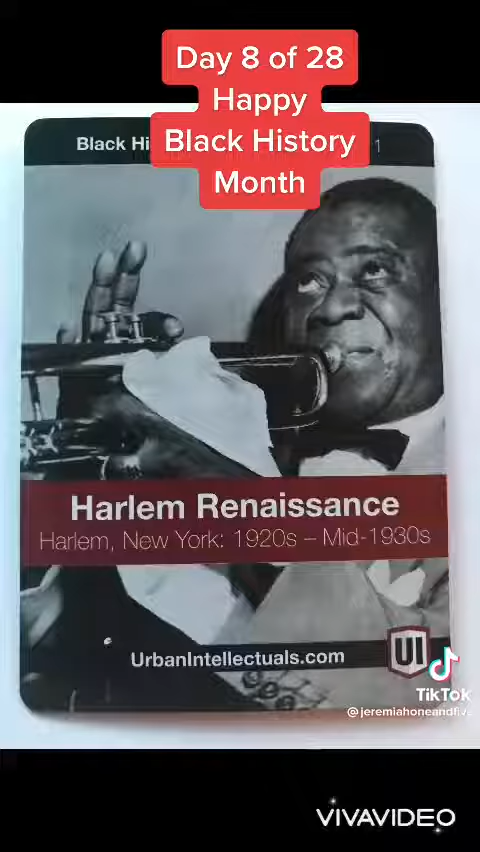 Day 8 of 28
Happy
Black History
Month
Black Hi 1
Harlem Renaissance
Harlem, New York: 1920s – Mid-1930s
UrbanIntellectuals.com
UI
TikTok
@jeremiahoneandfiv
VIVAVIDEO